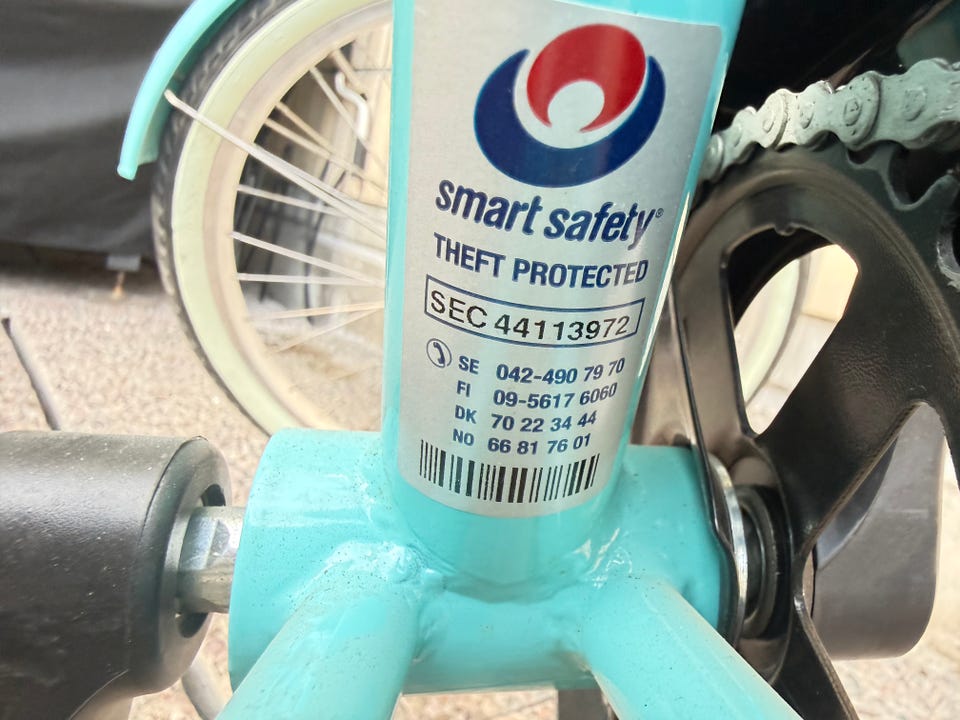 smart safety®
THEFT PROTECTED
SEC 44113972
SE 042-490 79 70
FI 09-5617 6060
DK 70 22 34 44
NO 66 81 76 01